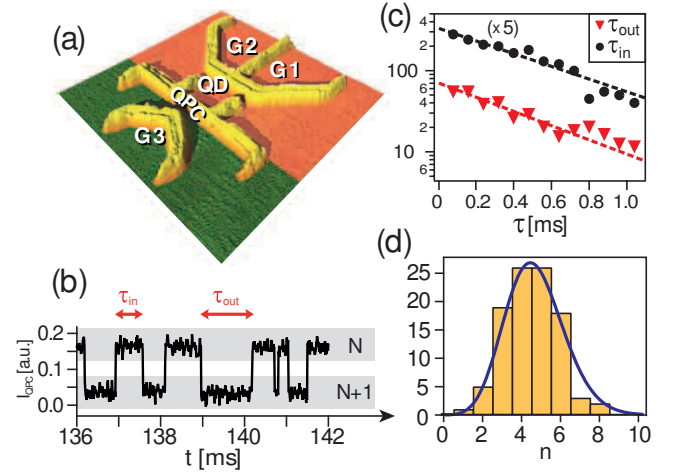 (a)
G2
G1
QD
QPC
G3
(b)
τin
τout
IQPC [a.u.]
0.2
0.1
0.0
N
N+1
136
138
140
142
t [ms]
(c)
4
2
100
6
4
2
10
6
(x 5)
τout
τin
0
0.2
0.4
0.6
0.8
1.0
τ [ms]
(d)
25
20
15
10
5
0
0
2
4
6
8
10
n